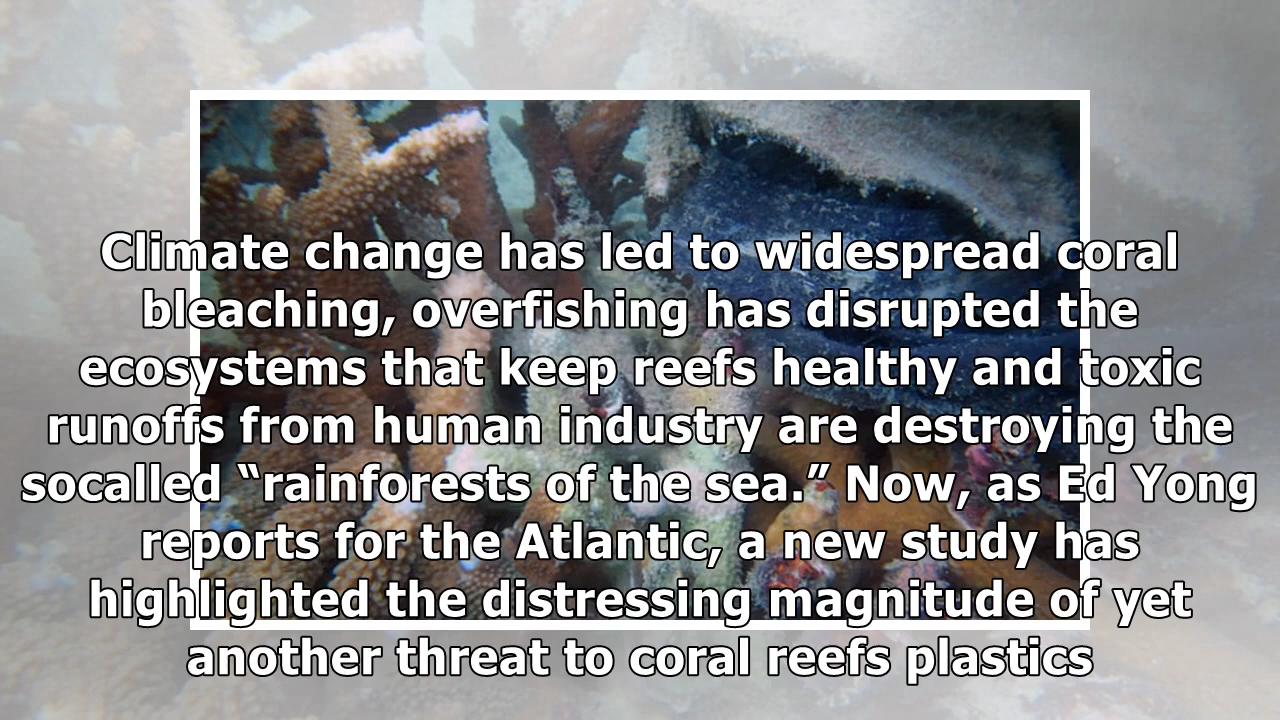 Climate change has led to widespread coral
bleaching, overfishing has disrupted the
ecosystems that keep reefs healthy and toxic
runoffs from human industry are destroying the
socalled “rainforests of the sea.” Now, as Ed Yong
reports for the Atlantic, a new study has
highlighted the distressing magnitude of yet
another threat to coral reefs plastics